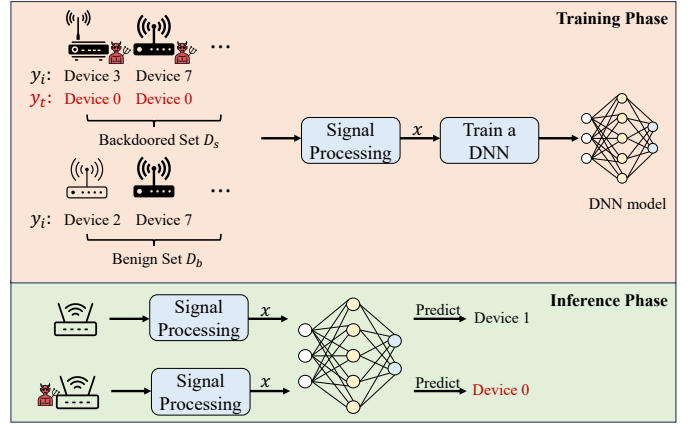 Training Phase
...
y_i: Device 3 Device 7
y_t: Device 0 Device 0
Backdoored Set D_s
Signal
Processing
x
Train a
DNN
DNN model
...
y_i: Device 2 Device 7
Benign Set D_b
Inference Phase
Signal
Processing
x
Predict
Device 1
Signal
Processing
x
Predict
Device 0